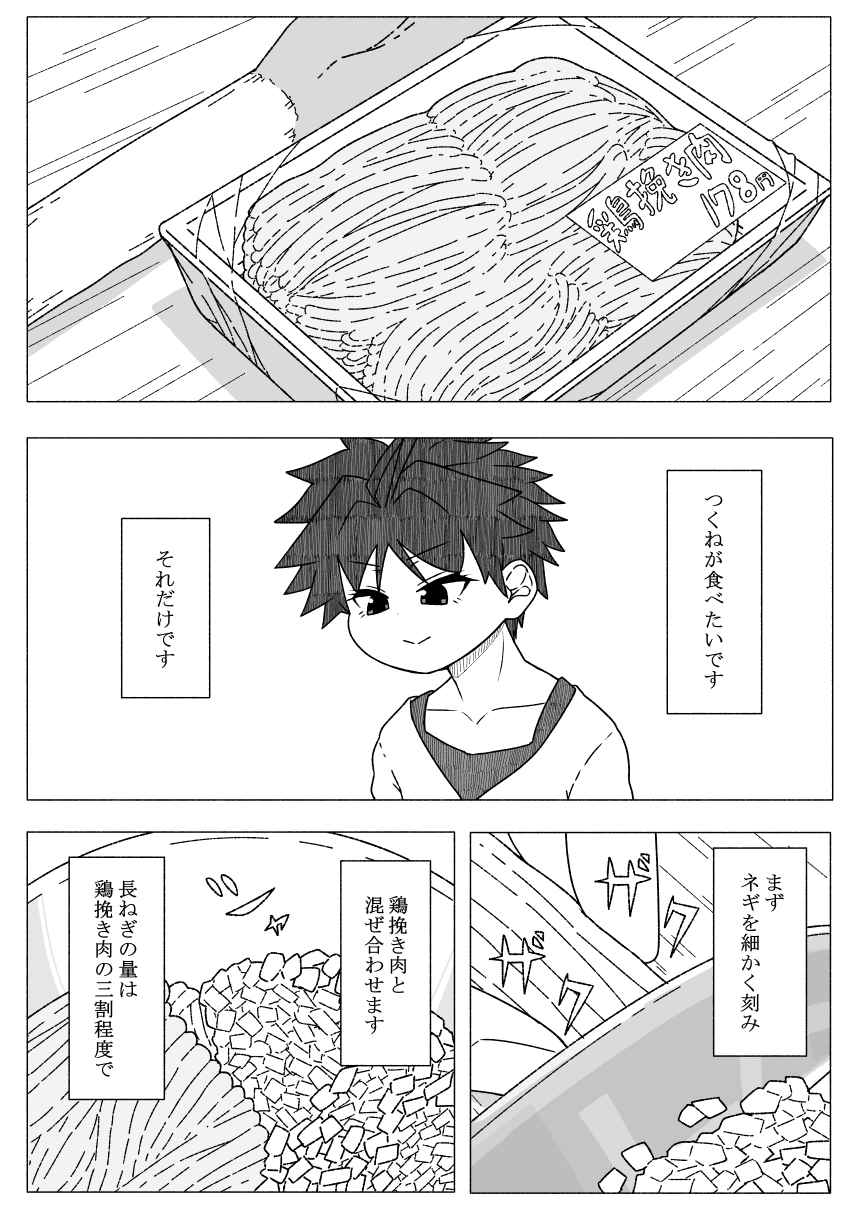 鶏挽き肉
178円
つくねが食べたいです
それだけです
まず
ネギを細かく刻み
ザク
ザク
鶏挽き肉と
混ぜ合わせます
長ねぎの量は
鶏挽き肉の三割程度で